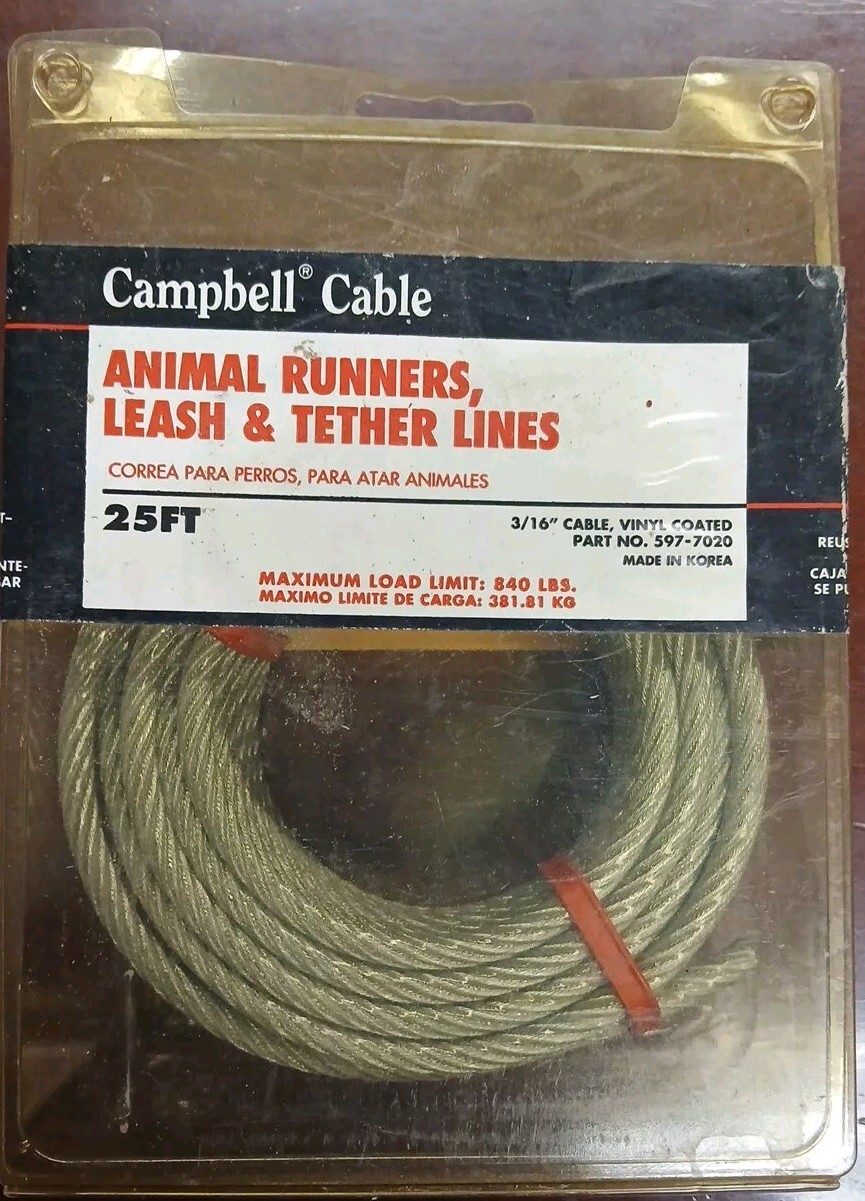 Campbell® Cable
ANIMAL RUNNERS,
LEASH & TETHER LINES
CORREA PARA PERROS, PARA ATAR ANIMALES
25FT
3/16" CABLE, VINYL COATED
PART NO. 597-7020
MADE IN KOREA
MAXIMUM LOAD LIMIT: 840 LBS.
MAXIMO LIMITE DE CARGA: 381.81 KG
CAJA
SE